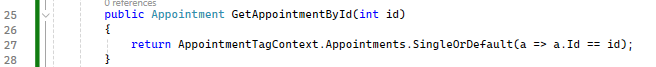 0 references
25 public Appointment GetAppointmentById(int id)
26 {
27 return AppointmentTagContext.Appointments.SingleOrDefault(a => a.Id == id);
28 }